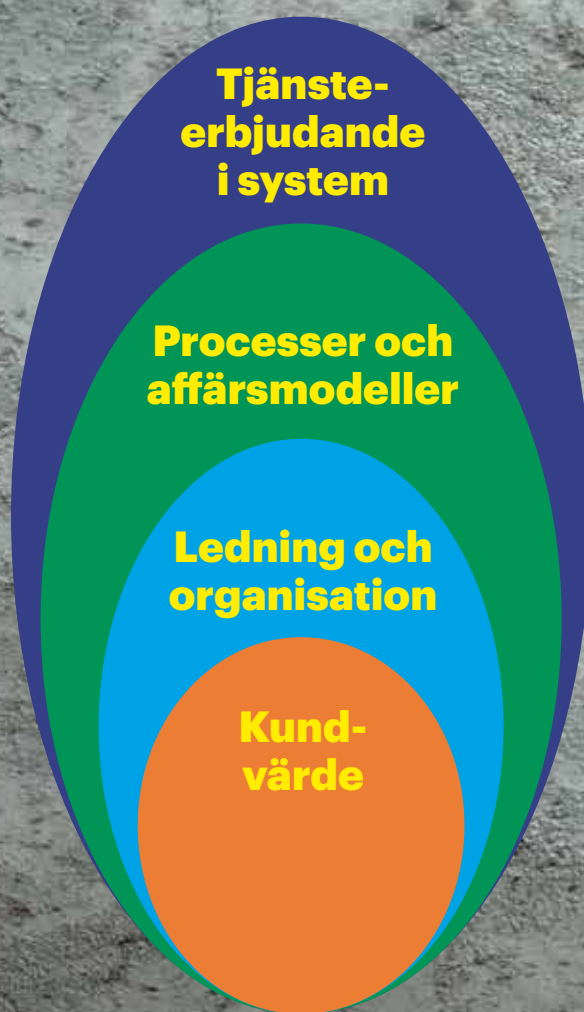 Tjänste-
erbjudande
i system
Processer och
affärsmodeller
Ledning och
organisation
Kund-
värde